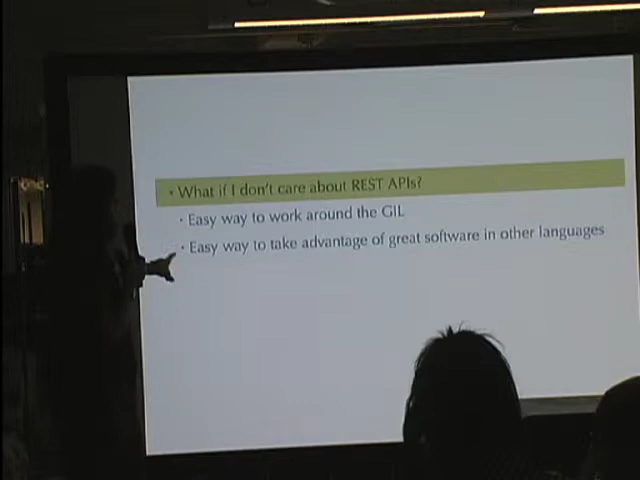 • What if I don't care about REST APIs?
• Easy way to work around the GIL
• Easy way to take advantage of great software in other languages